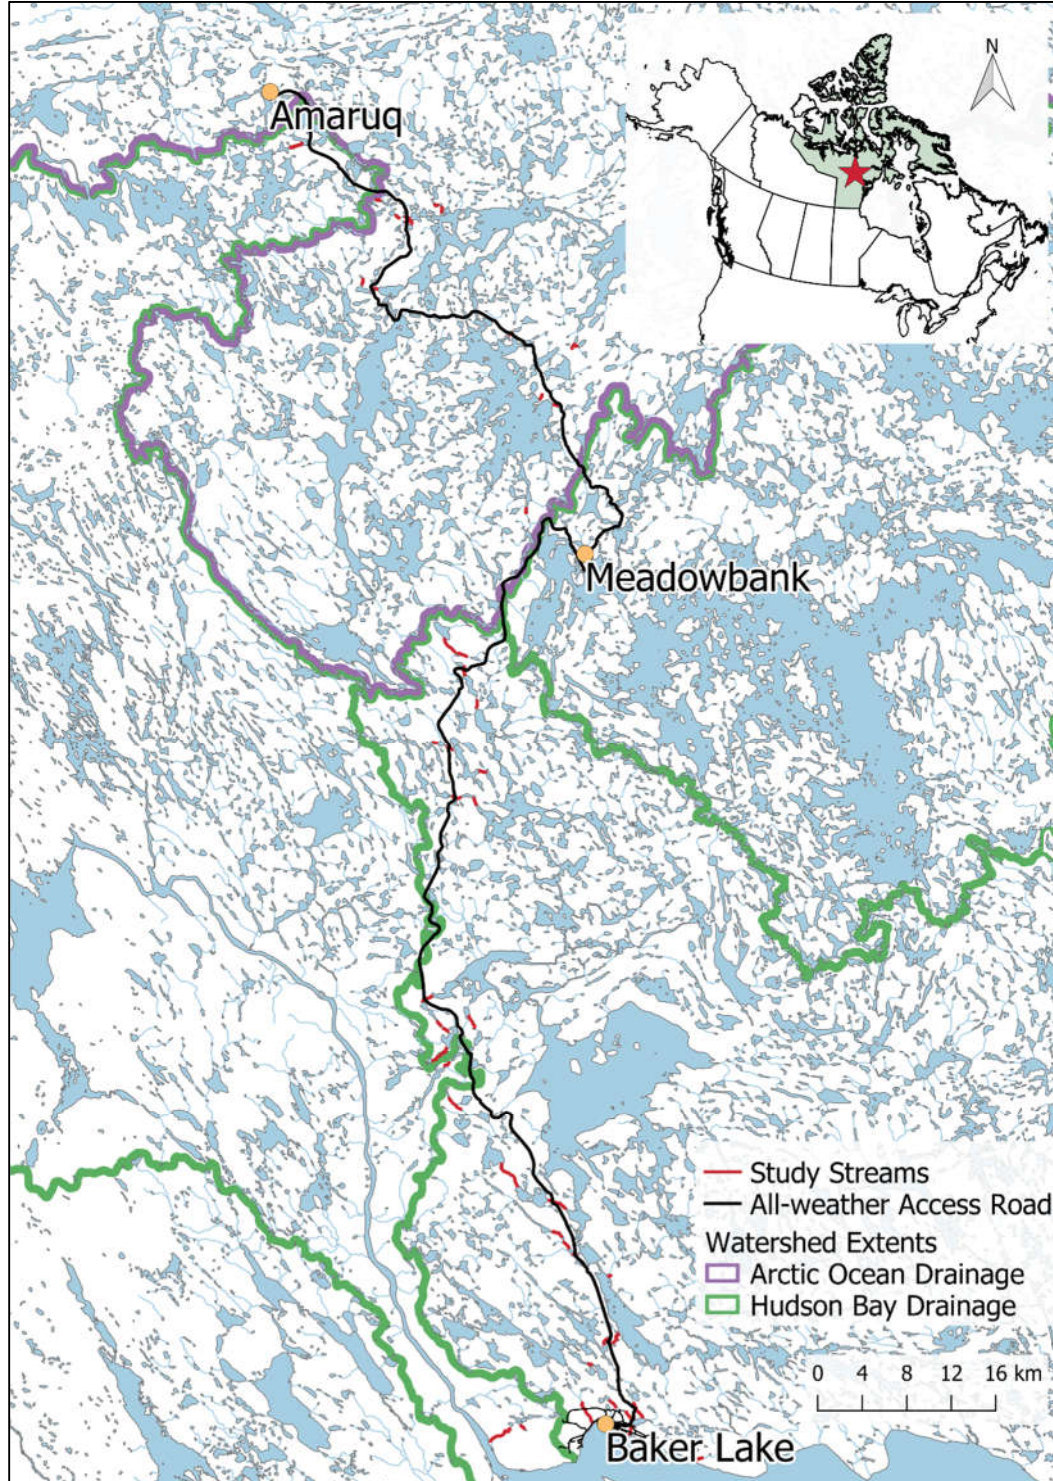 N
Amaruq
Meadowbank
Study Streams
All-weather Access Road
Watershed Extents
Arctic Ocean Drainage
Hudson Bay Drainage
0 4 8 12 16 km
Baker Lake